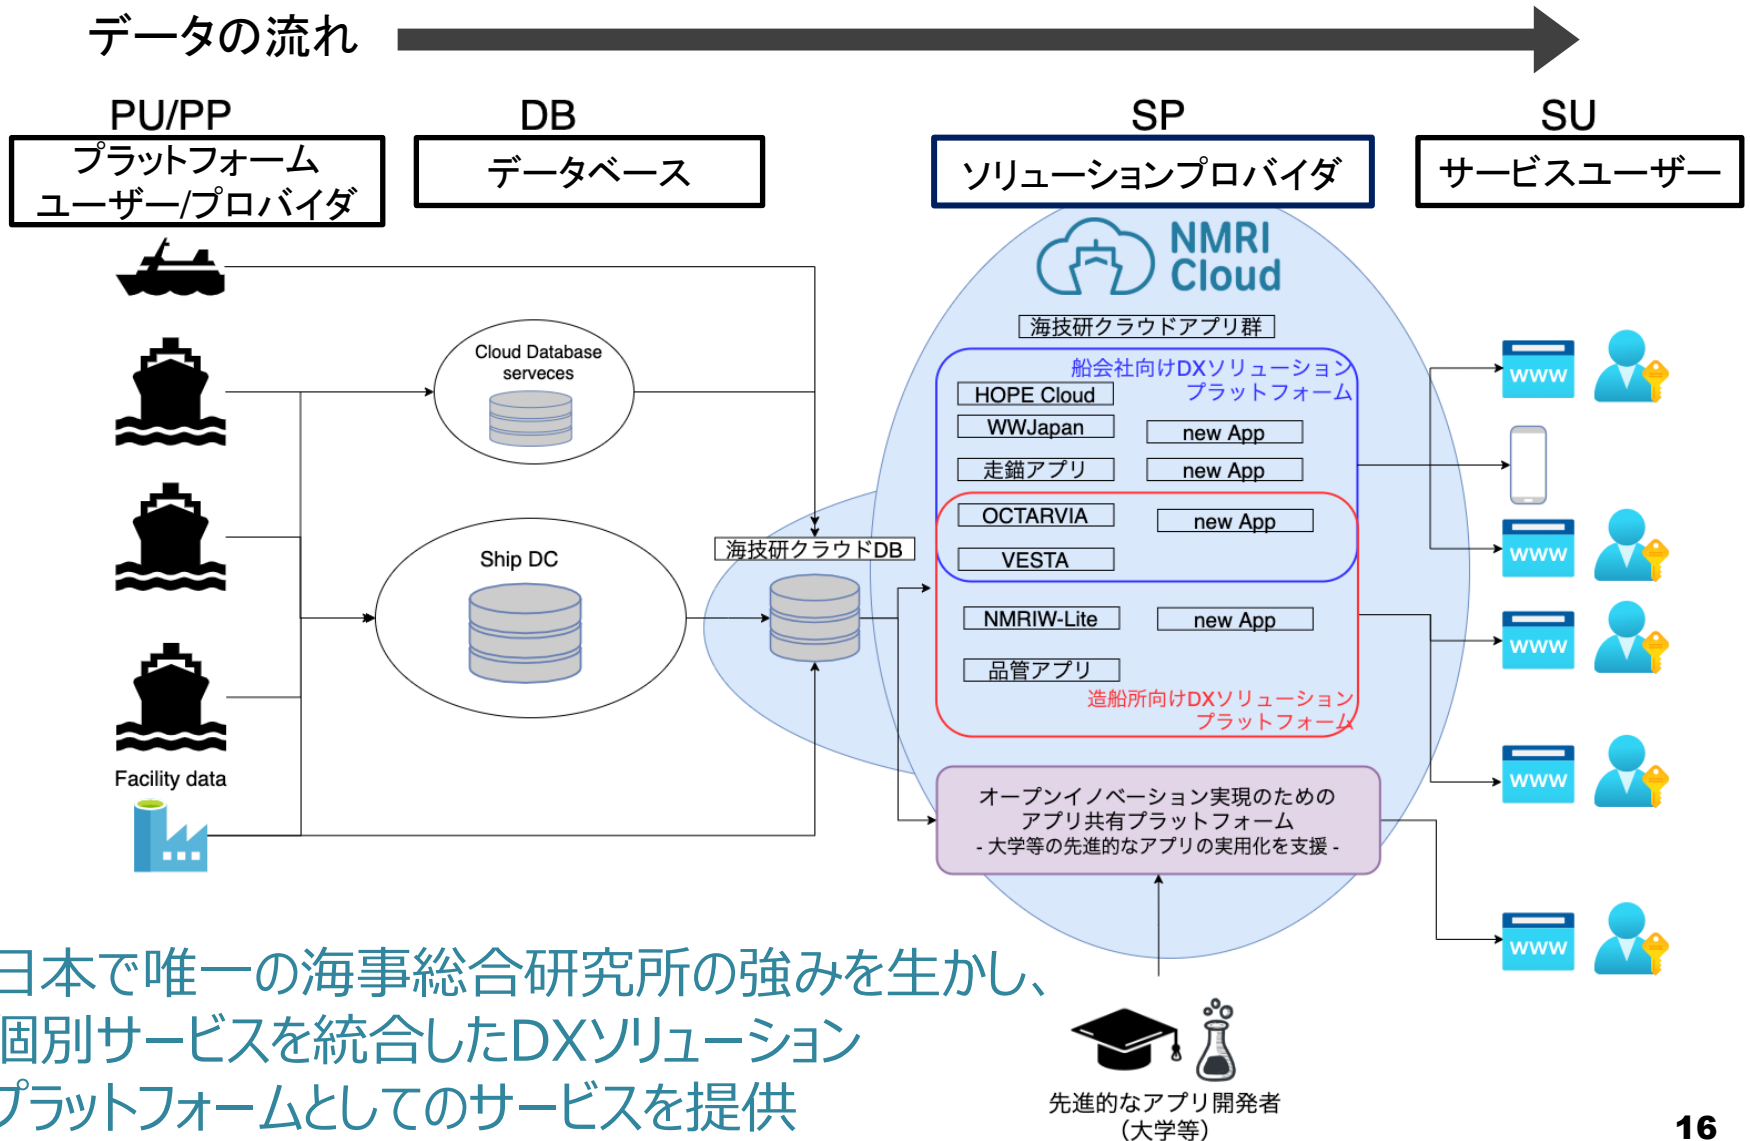 データの流れ
PU/PP
プラットフォーム
ユーザー/プロバイダ
DB
データベース
SP
ソリューションプロバイダ
SU
サービスユーザー
NMRI
Cloud
海技研クラウドアプリ群
船会社向けDXソリューション
プラットフォーム
HOPE Cloud
WWJapan
new App
走錨アプリ
new App
OCTARVIA
new App
VESTA
NMRIW-Lite
new App
品管アプリ
造船所向けDXソリューション
プラットフォーム
Cloud Database
serveces
Ship DC
海技研クラウドDB
Facility data
オープンイノベーション実現のための
アプリ共有プラットフォーム
- 大学等の先進的なアプリの実用化を支援 -
www
www
www
www
www
日本で唯一の海事総合研究所の強みを生かし、
個別サービスを統合したDXソリューション
プラットフォームとしてのサービスを提供
先進的なアプリ開発者
（大学等）
16